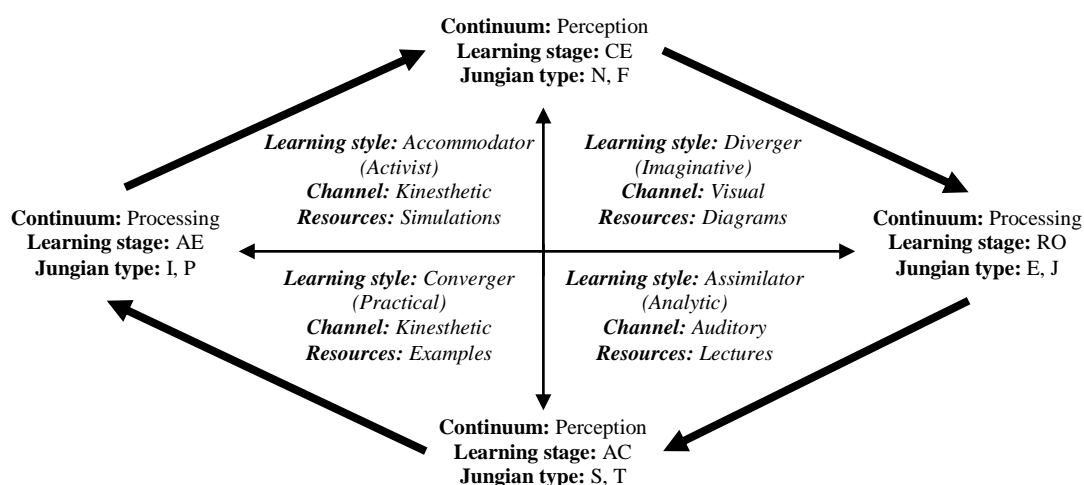 Continuum: Perception
Learning stage: CE
Jungian type: N, F
Learning style: Accommodator
(Activist)
Channel: Kinesthetic
Resources: Simulations
Learning style: Diverger
(Imaginative)
Channel: Visual
Resources: Diagrams
Continuum: Processing
Learning stage: AE
Jungian type: I, P
Continuum: Processing
Learning stage: RO
Jungian type: E, J
Learning style: Converger
(Practical)
Channel: Kinesthetic
Resources: Examples
Learning style: Assimilator
(Analytic)
Channel: Auditory
Resources: Lectures
Continuum: Perception
Learning stage: AC
Jungian type: S, T